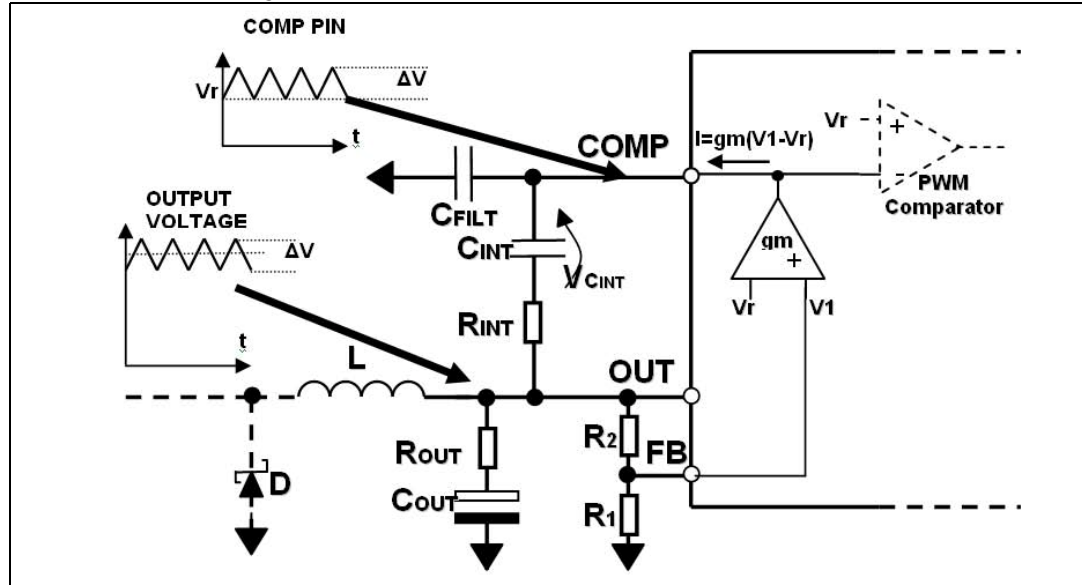 COMP PIN
ΔV
Vr
t
COMP
I=gm(V1-Vr)
Vr
+
PWM
Comparator
OUTPUT
VOLTAGE
ΔV
t
CFILT
CINT
VCINT
gm
+
Vr
V1
RINT
L
OUT
R2
FB
ROUT
D
COUT
R1